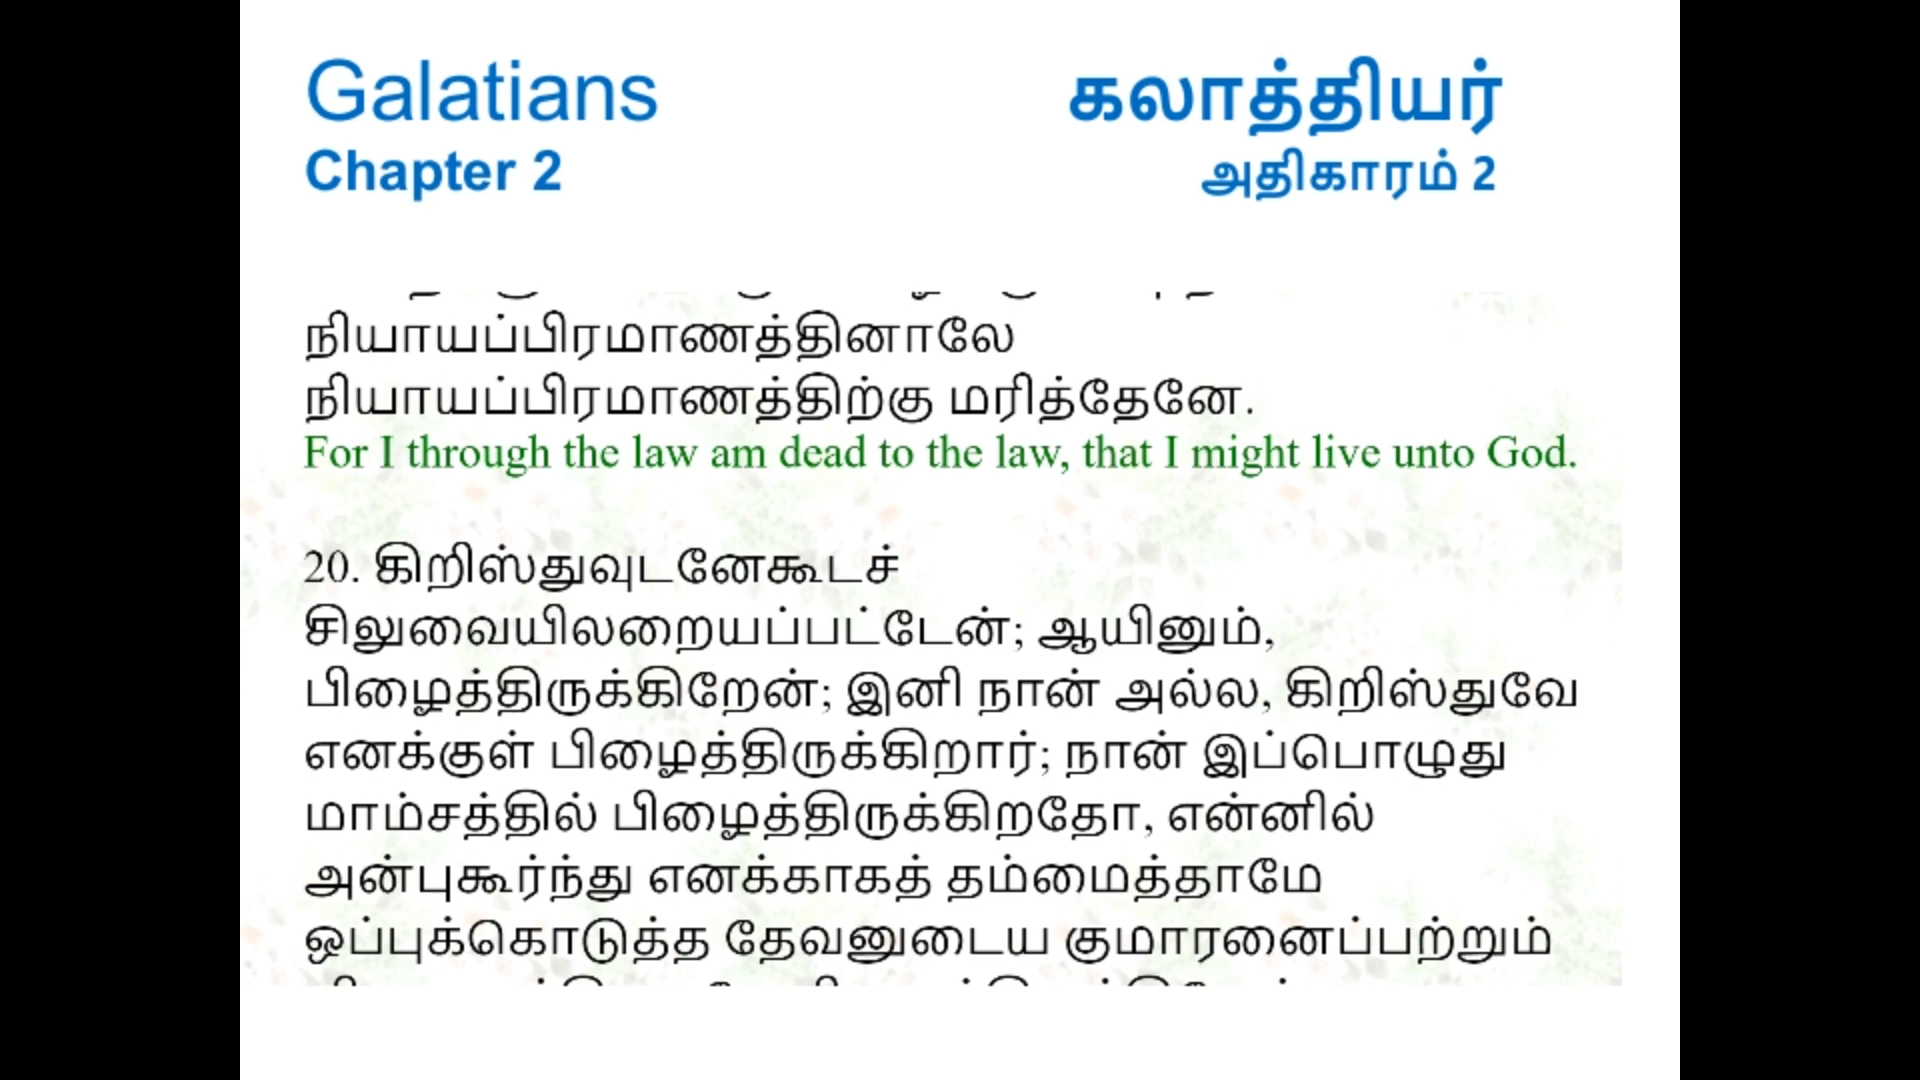 Galatians
கலாத்தியர்
Chapter 2
அதிகாரம் 2
நியாயப்பிரமாணத்தினாலே
நியாயப்பிரமாணத்திற்கு மரித்தேனே.
For I through the law am dead to the law, that I might live unto God.
20. கிறிஸ்துவுடனேகூடச்
சிலுவையிலறையப்பட்டேன்; ஆயினும்,
பிழைத்திருக்கிறேன்; இனி நான் அல்ல, கிறிஸ்துவே
எனக்குள் பிழைத்திருக்கிறார்; நான் இப்பொழுது
மாம்சத்தில் பிழைத்திருக்கிறதோ, என்னில்
அன்புகூர்ந்து எனக்காகத் தம்மைத்தாமே
ஒப்புக்கொடுத்த தேவனுடைய குமாரனைப்பற்றும்